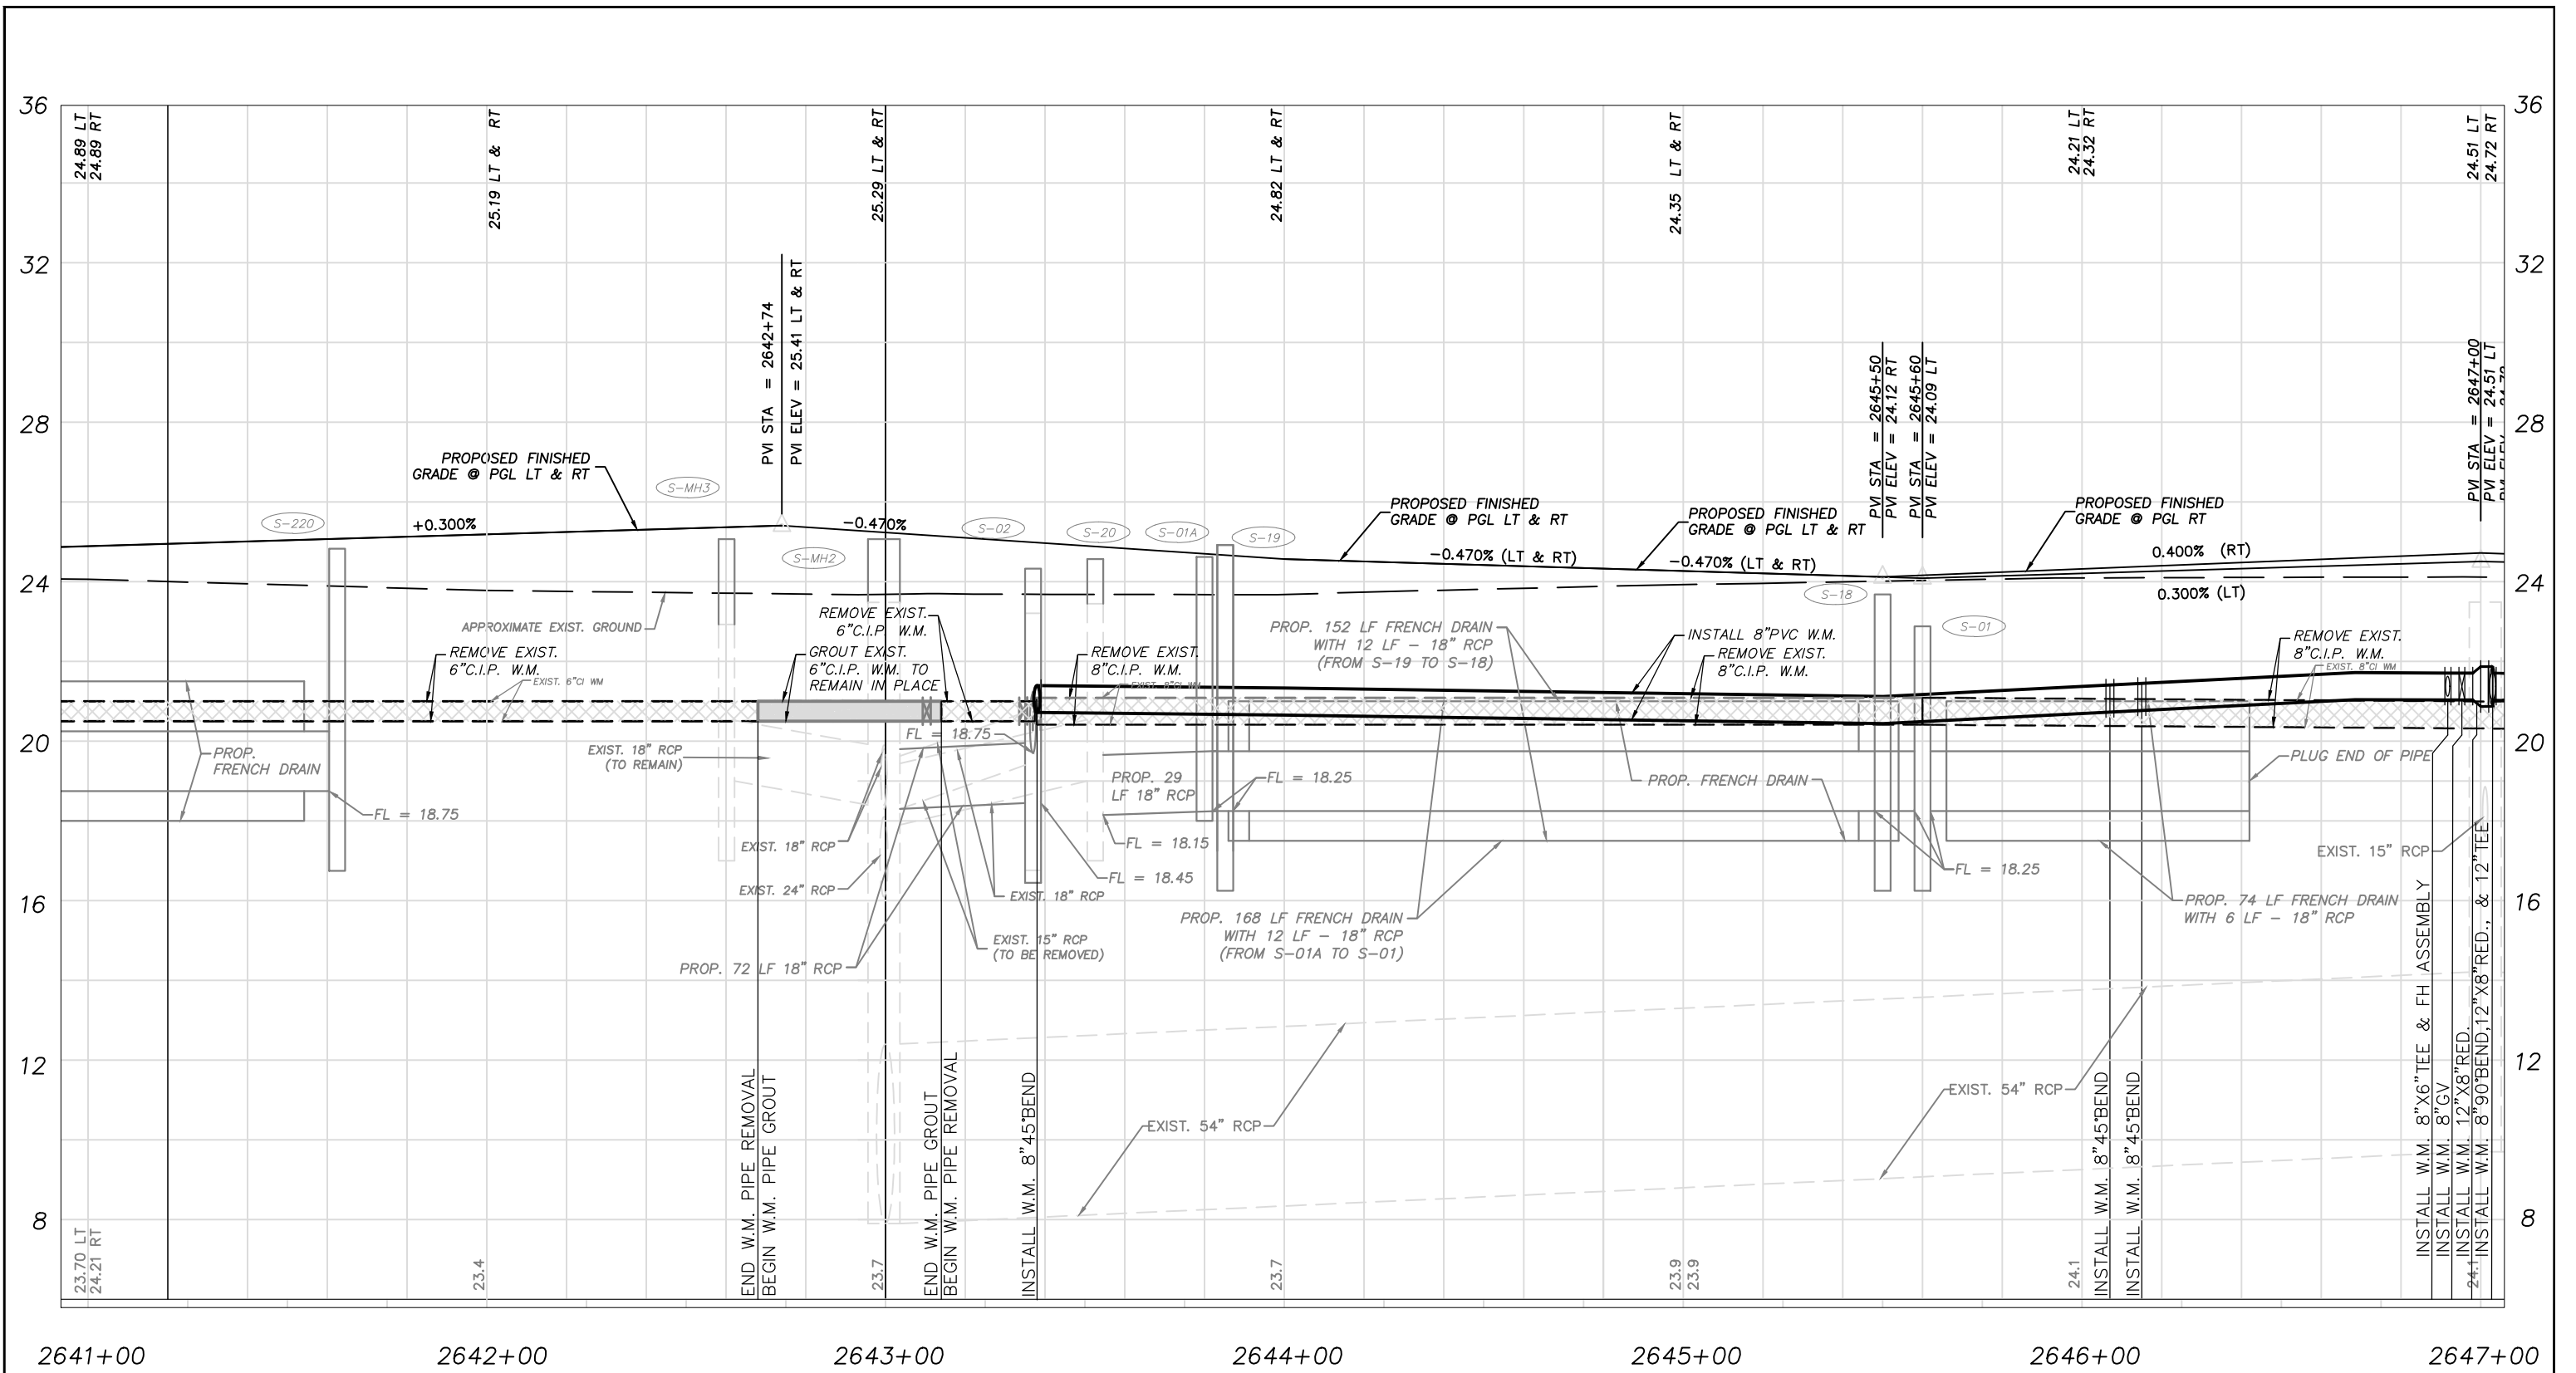 36
36
32
32
28
28
24
24
20
20
16
16
12
12
8
8
24.89 LT
24.89 RT
25.19 LT & RT
25.29 LT & RT
24.82 LT & RT
24.35 LT & RT
24.21 LT
24.32 RT
24.51 LT
24.72 RT
PVI STA = 2642+74
PVI ELEV = 25.41 LT & RT
PVI STA = 2645+50
PVI ELEV = 24.12 RT
PVI STA = 2645+60
PVI ELEV = 24.09 LT
PVI STA = 2647+00
PVI ELEV = 24.51 LT
PROPOSED FINISHED
GRADE @ PGL LT & RT
S-MH3
S-220
+0.300%
-0.470%
S-MH2
S-02
S-20
S-01A
S-19
PROPOSED FINISHED
GRADE @ PGL LT & RT
-0.470% (LT & RT)
PROPOSED FINISHED
GRADE @ PGL LT & RT
-0.470% (LT & RT)
PROPOSED FINISHED
GRADE @ PGL RT
0.400% (RT)
0.300% (LT)
S-18
S-01
APPROXIMATE EXIST. GROUND
REMOVE EXIST.
6"C.I.P. W.M.
EXIST. 6"CI WM
REMOVE EXIST.
6"C.I.P. W.M.
GROUT EXIST.
6"C.I.P. W.M. TO
REMAIN IN PLACE
REMOVE EXIST.
8"C.I.P. W.M.
EXIST. 8"CI WM
PROP. 152 LF FRENCH DRAIN
WITH 12 LF - 18" RCP
(FROM S-19 TO S-18)
INSTALL 8"PVC W.M.
REMOVE EXIST.
8"C.I.P. W.M.
REMOVE EXIST.
8"C.I.P. W.M.
EXIST. 8"CI WM
PROP.
FRENCH DRAIN
EXIST. 18" RCP
(TO REMAIN)
FL = 18.75
FL = 18.75
PROP. 29
LF 18" RCP
FL = 18.25
PROP. FRENCH DRAIN
PLUG END OF PIPE
FL = 18.15
EXIST. 18" RCP
EXIST. 24" RCP
FL = 18.45
EXIST. 18" RCP
FL = 18.25
EXIST. 15" RCP
PROP. 168 LF FRENCH DRAIN
WITH 12 LF - 18" RCP
(FROM S-01A TO S-01)
PROP. 74 LF FRENCH DRAIN
WITH 6 LF - 18" RCP
EXIST. 15" RCP
(TO BE REMOVED)
PROP. 72 LF 18" RCP
EXIST. 54" RCP
EXIST. 54" RCP
END W.M. PIPE REMOVAL
BEGIN W.M. PIPE GROUT
END W.M. PIPE GROUT
BEGIN W.M. PIPE REMOVAL
INSTALL W.M. 8"45°BEND
INSTALL W.M. 8"45°BEND
INSTALL W.M. 8"45°BEND
INSTALL W.M. 8"X6"TEE & FH ASSEMBLY
INSTALL W.M. 8"GV
INSTALL W.M. 12"X8"RED.
INSTALL W.M. 8"90°BEND,12"X8"RED., & 12"TEE
23.70 LT
24.21 RT
23.4
23.7
23.7
23.9
23.9
24.1
24.1
2641+00
2642+00
2643+00
2644+00
2645+00
2646+00
2647+00